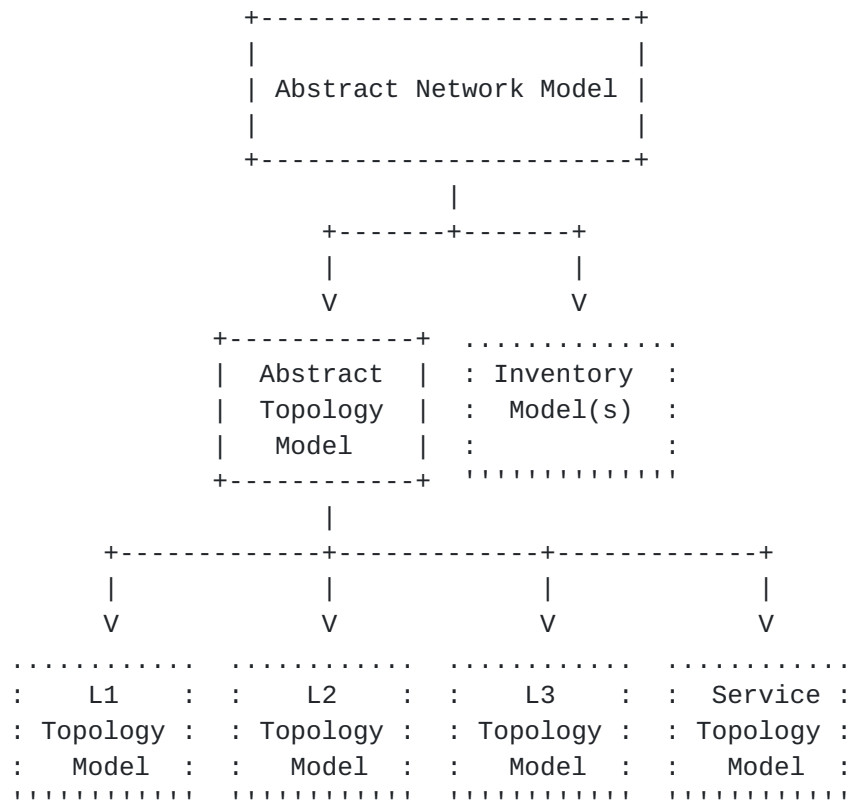 Abstract Network Model
V V
Abstract : Inventory :
Topology : Model(s) :
Model : :
V V V V
: L1 : : L2 : : L3 : : Service :
: Topology : : Topology : : Topology : : Topology :
: Model : : Model : : Model : : Model :